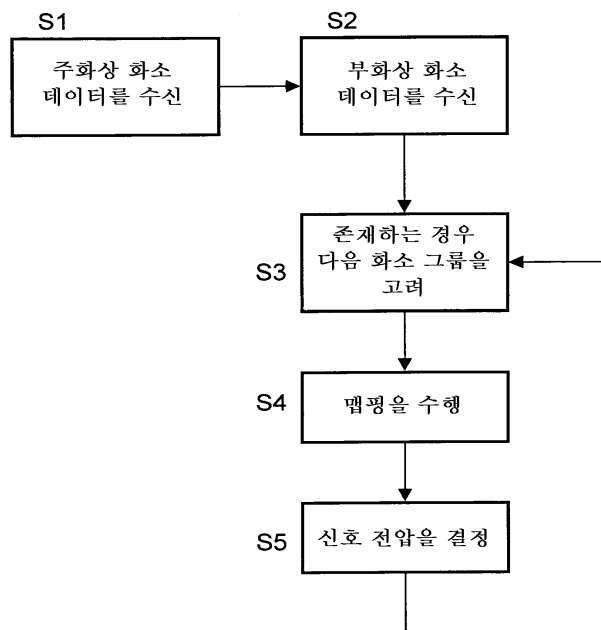 S1
주화상 화소
데이터를 수신
S2
부화상 화소
데이터를 수신
S3
존재하는 경우
다음 화소 그룹을
고려
S4
맵핑을 수행
S5
신호 전압을 결정